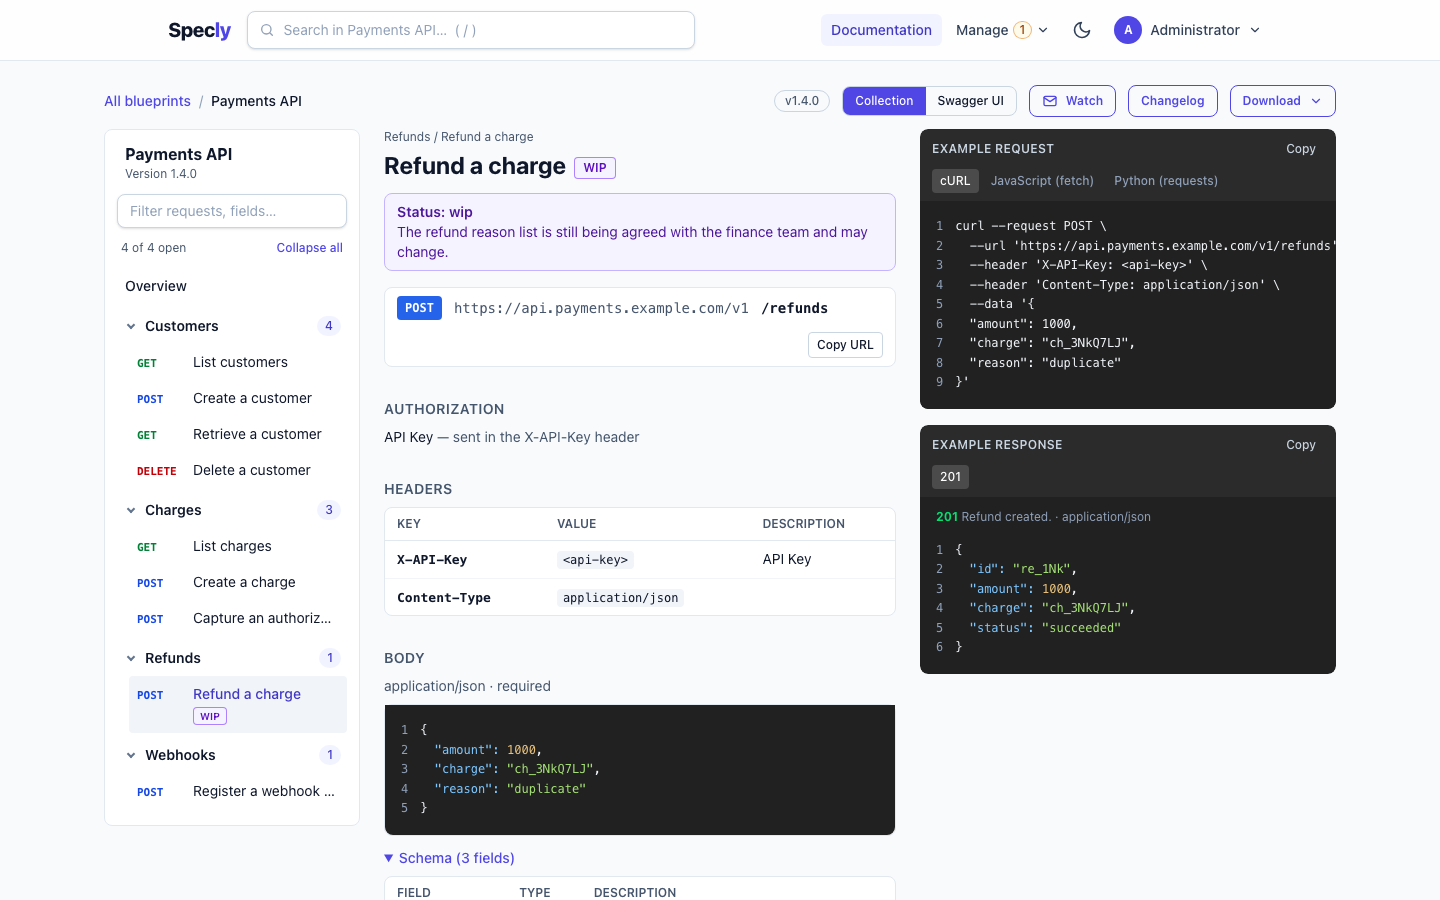 Specly
Search in Payments API... ( / )
Documentation
Manage 1
A Administrator
All blueprints / Payments API
v1.4.0
Collection
Swagger UI
Watch
Changelog
Download
Payments API
Version 1.4.0
Filter requests, fields...
4 of 4 open
Collapse all
Overview
Customers 4
GET List customers
POST Create a customer
GET Retrieve a customer
DELETE Delete a customer
Charges 3
GET List charges
POST Create a charge
POST Capture an authoriz...
Refunds 1
POST Refund a charge
WIP
Webhooks 1
POST Register a webhook ...
Refunds / Refund a charge
Refund a charge WIP
Status: wip
The refund reason list is still being agreed with the finance team and may
change.
POST https://api.payments.example.com/v1 /refunds
Copy URL
AUTHORIZATION
API Key — sent in the X-API-Key header
HEADERS
KEY VALUE DESCRIPTION
X-API-Key <api-key> API Key
Content-Type application/json
BODY
application/json · required
1 {
2 "amount": 1000,
3 "charge": "ch_3NkQ7LJ",
4 "reason": "duplicate"
5 }
Schema (3 fields)
FIELD TYPE DESCRIPTION
EXAMPLE REQUEST
Copy
cURL JavaScript (fetch) Python (requests)
1 curl --request POST \
2 --url 'https://api.payments.example.com/v1/refunds'
3 --header 'X-API-Key: <api-key>' \
4 --header 'Content-Type: application/json' \
5 --data '{
6 "amount": 1000,
7 "charge": "ch_3NkQ7LJ",
8 "reason": "duplicate"
9 }'
EXAMPLE RESPONSE
Copy
201
201 Refund created. · application/json
1 {
2 "id": "re_1Nk",
3 "amount": 1000,
4 "charge": "ch_3NkQ7LJ",
5 "status": "succeeded"
6 }